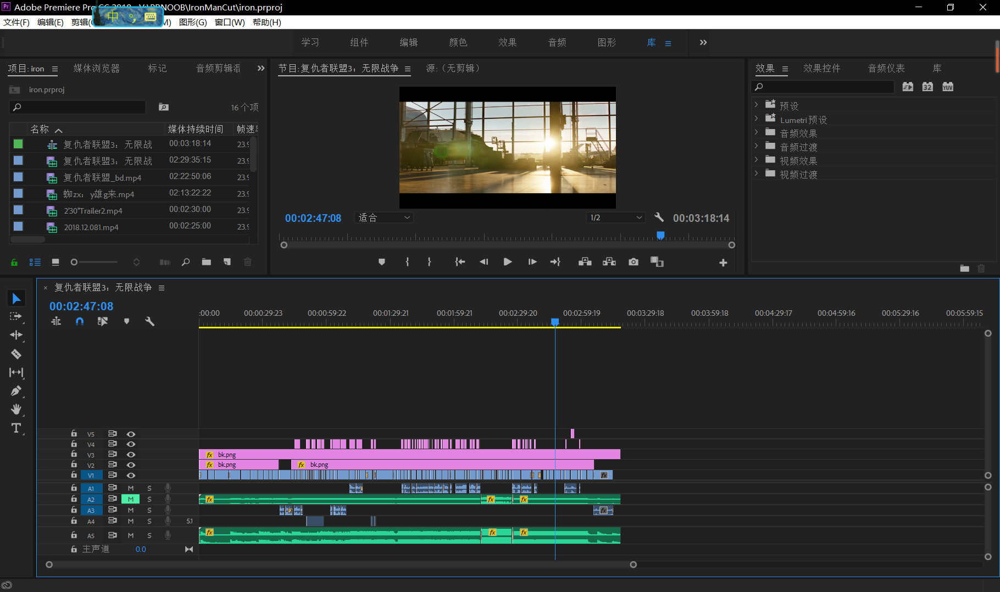 Adobe Premiere Pro CC 2018 - V:\PRNOOB\IronManCut\iron.prproj
中
文件(F) 编辑(E) 剪辑( M) 图形(G) 窗口(W) 帮助(H)
学习 组件 编辑 颜色 效果 音频 图形 库
项目: iron 媒体浏览器 标记 音频剪辑混
iron.prproj
16 个项
名称 媒体持续时间 帧速率
复仇者联盟3：无限战 00:03:18:14 23.9
复仇者联盟3：无限战 02:29:35:15 23.9
复仇者联盟_bd.mp4 02:22:50:06 23.9
蜘zx：y雄g来.mp4 02:13:22:22 23.9
2'30"Trailer2.mp4 00:02:30:00 23.9
2018.12.081.mp4 00:02:25:00 23.9
节目:复仇者联盟3：无限战争 源:（无剪辑）
00:02:47:08 适合 1/2 00:03:18:14
效果 效果控件 音频仪表 库
32 YUV
预设
Lumetri 预设
音频效果
音频过渡
视频效果
视频过渡
× 复仇者联盟3：无限战争
00:02:47:08
:00:00 00:00:29:23 00:00:59:22 00:01:29:21 00:01:59:21 00:02:29:20 00:02:59:19 00:03:29:18 00:03:59:18 00:04:29:17 00:04:59:16 00:05:29:16 00:05:59:15
T
V5
V4
V3 fx bk.png
V2 fx bk.png fx bk.png
V1 fx
A1 M S
A2 M S fx fx fx
A3 M S fx
A4 M S 5.1
A5 M S fx fx fx
主声道 0.0